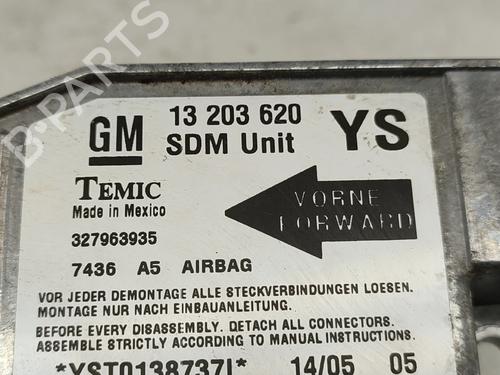 GM
13 203 620
SDM Unit
YS
TEMIC
Made in Mexico
VORNE
FORWARD
327963935
7436 A5 AIRBAG
VOR JEDER DEMONTAGE ALLE STECKVERBINDUNGEN LOESEN.
MONTAGE NUR NACH EINBAUANLEITUNG.
BEFORE EVERY DISASSEMBLY. DETACH ALL CONNECTORS.
ASSEMBLE STRICTLY ACCORDING TO MANUAL INSTRUCTIONS.
*YST0138737I* 14/05 05